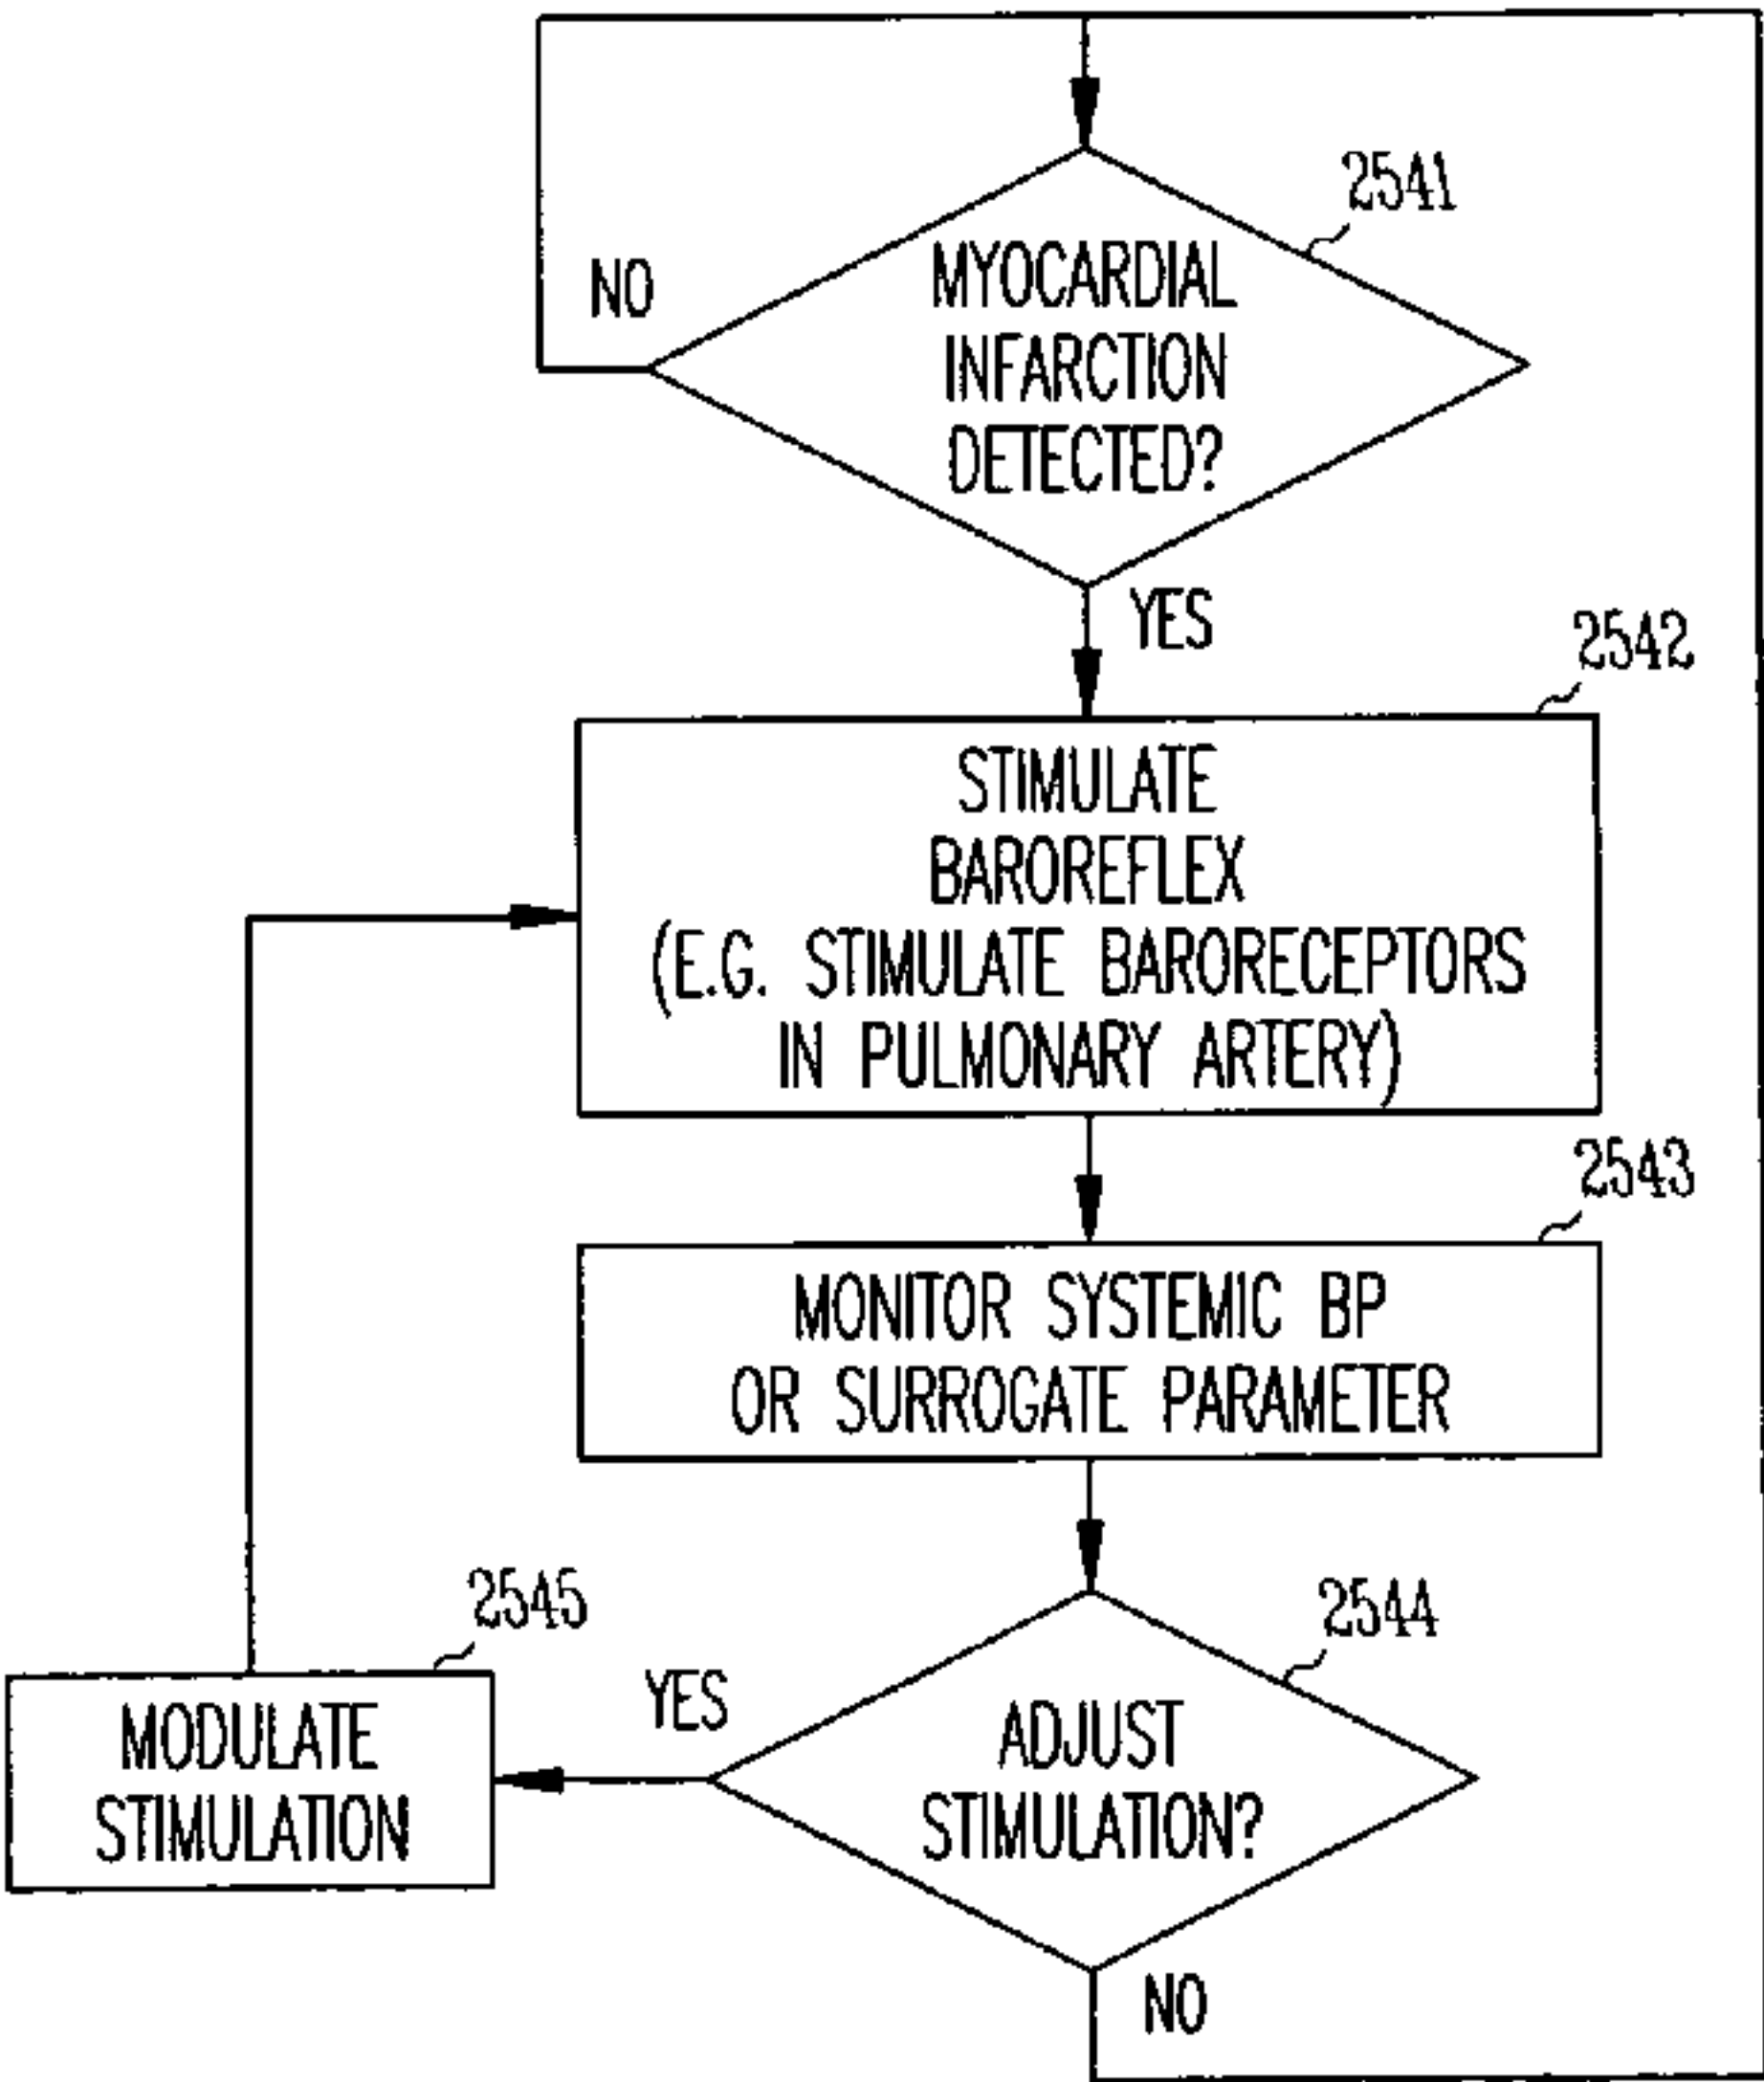 2541
NO
MYOCARDIAL
INFARCTION
DETECTED?
YES
2542
STIMULATE
BAROREFLEX
(E.G. STIMULATE BARORECEPTORS
IN PULMONARY ARTERY)
2543
MONITOR SYSTEMIC BP
OR SURROGATE PARAMETER
2545
2544
YES
MODULATE
STIMULATION
ADJUST
STIMULATION?
NO